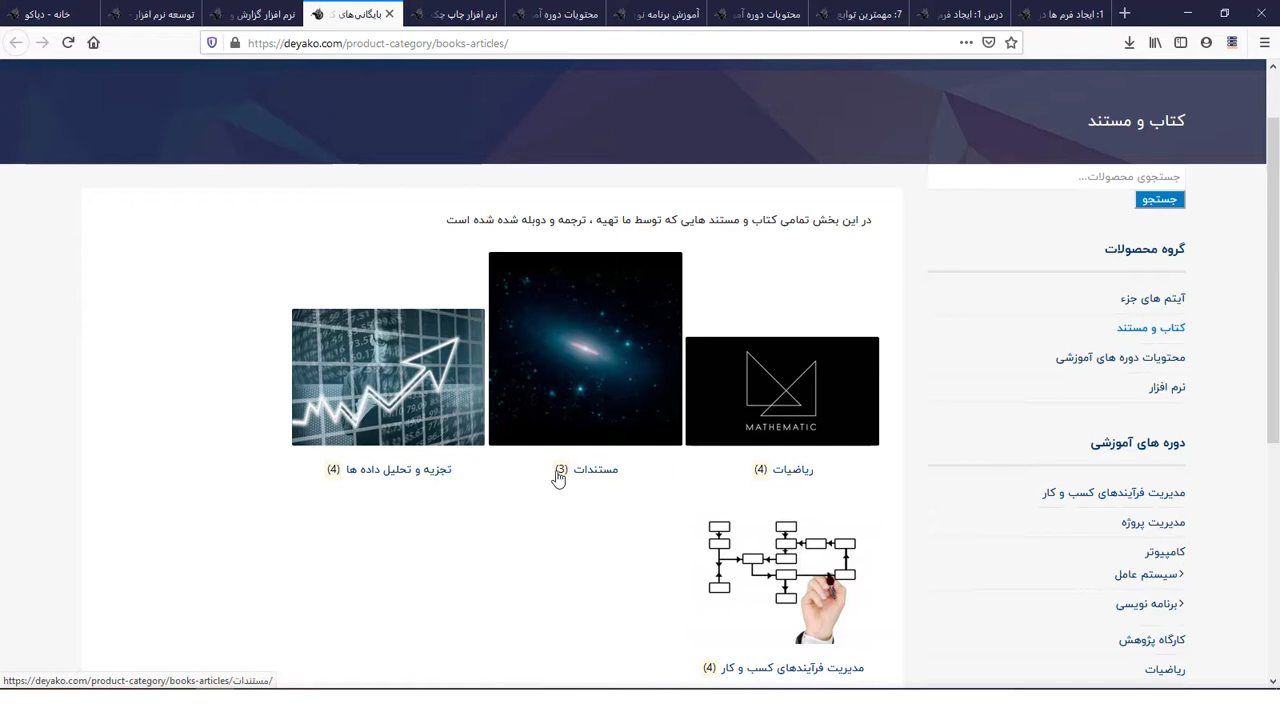 خانه - دیاکو
توسعه نرم افزار -
نرم افزار گزارش و
بایگانی‌های ک
نرم افزار چاپ چک
محتویات دوره آمو
آموزش برنامه نو
محتویات دوره آمو
7: مهمترین توابع
درس 1: ایجاد فرم
1: ایجاد فرم ها در
https://deyako.com/product-category/books-articles/
کتاب و مستند
جستجوی محصولات...
جستجو
در این بخش تمامی کتاب و مستند هایی که توسط ما تهیه ، ترجمه و دوبله شده شده است
گروه محصولات
آیتم های جزء
کتاب و مستند
محتویات دوره های آموزشی
نرم افزار
MATHEMATIC
ریاضیات (4)
مستندات (3)
تجزیه و تحلیل داده ها (4)
مدیریت فرآیندهای کسب و کار (4)
دوره های آموزشی
مدیریت فرآیندهای کسب و کار
مدیریت پروژه
کامپیوتر
سیستم عامل
برنامه نویسی
کارگاه پژوهش
ریاضیات
https://deyako.com/product-category/books-articles/مستندات/